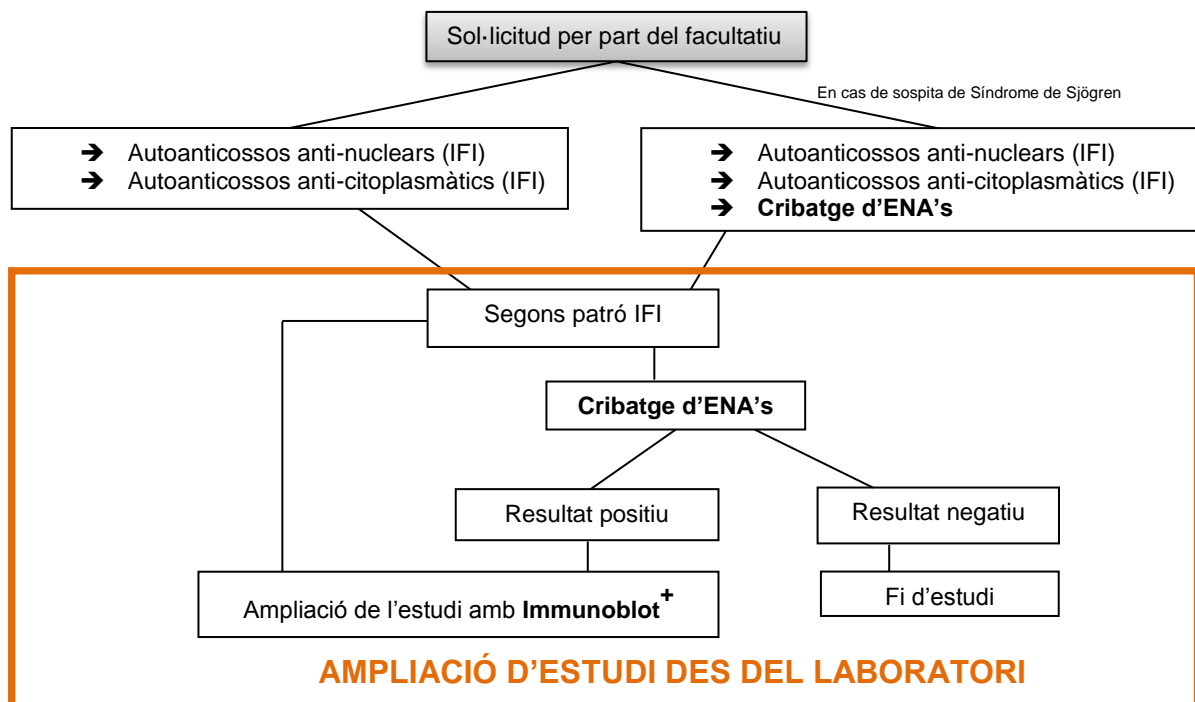 Sol·licitud per part del facultatiu
En cas de sospita de Síndrome de Sjögren
➔ Autoanticossos anti-nuclears (IFI)
➔ Autoanticossos anti-citoplasmàtics (IFI)
➔ Autoanticossos anti-nuclears (IFI)
➔ Autoanticossos anti-citoplasmàtics (IFI)
➔ Cribatge d'ENA's
Segons patró IFI
Cribatge d'ENA's
Resultat positiu
Resultat negatiu
Ampliació de l'estudi amb Immunoblot+
Fi d'estudi
AMPLIACIÓ D'ESTUDI DES DEL LABORATORI